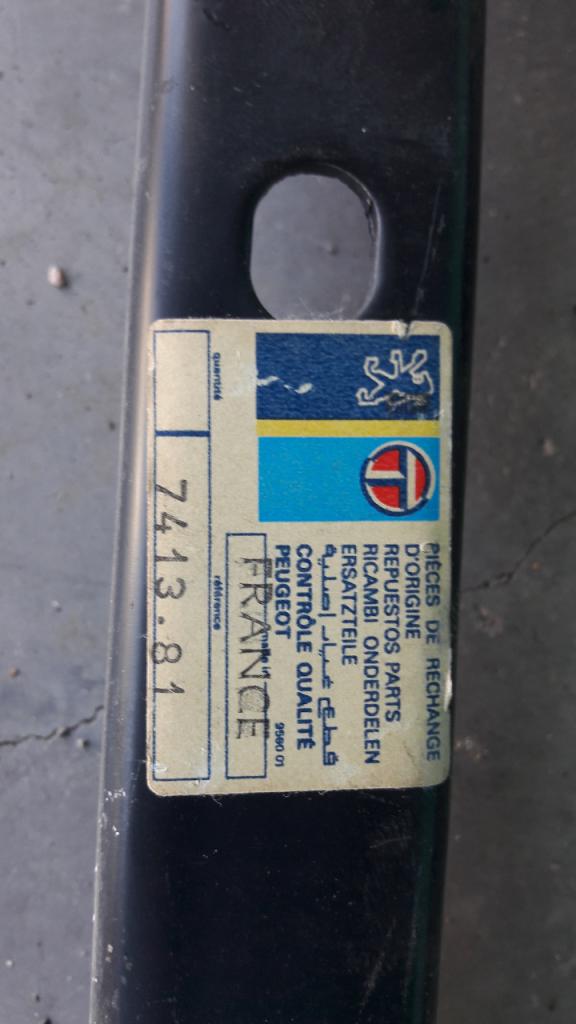 PIÈCES DE RECHANGE
D'ORIGINE
REPUESTOS PARTS
RICAMBI ONDERDELEN
ERSATZTEILE
قطع غيار اصلية
CONTRÔLE QUALITÉ
PEUGEOT
9560 01
FRANCE
quantité
référence
7413.81